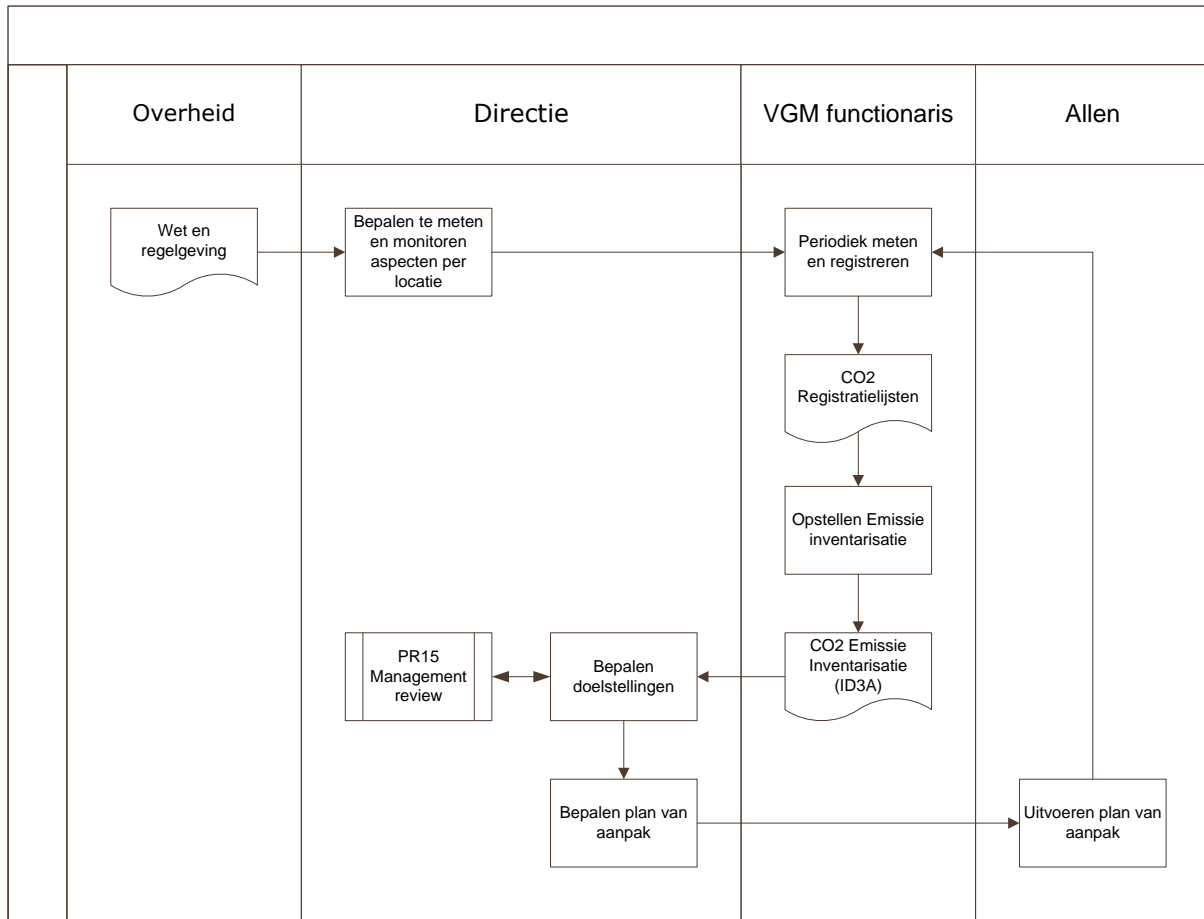 Overheid
Directie
VGM functionaris
Allen
Wet en
regelgeving
Bepalen te meten
en monitoren
aspecten per
locatie
Periodiek meten
en registreren
CO2
Registratielijsten
Opstellen Emissie
inventarisatie
PR15
Management
review
Bepalen
doelstellingen
CO2 Emissie
Inventarisatie
(ID3A)
Bepalen plan van
aanpak
Uitvoeren plan van
aanpak